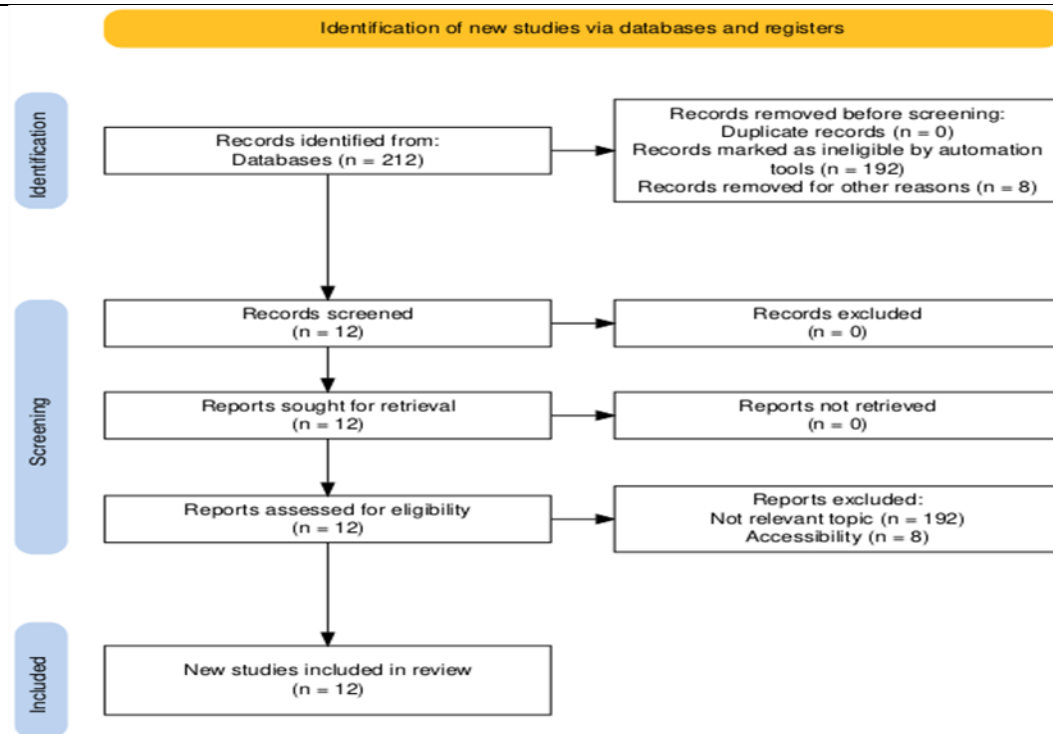 Identification of new studies via databases and registers
Identification
Records identified from:
Databases (n = 212)
Records removed before screening:
Duplicate records (n = 0)
Records marked as ineligible by automation
tools (n = 192)
Records removed for other reasons (n = 8)
Screening
Records screened
(n = 12)
Records excluded
(n = 0)
Reports sought for retrieval
(n = 12)
Reports not retrieved
(n = 0)
Reports assessed for eligibility
(n = 12)
Reports excluded:
Not relevant topic (n = 192)
Accessibility (n = 8)
Included
New studies included in review
(n = 12)